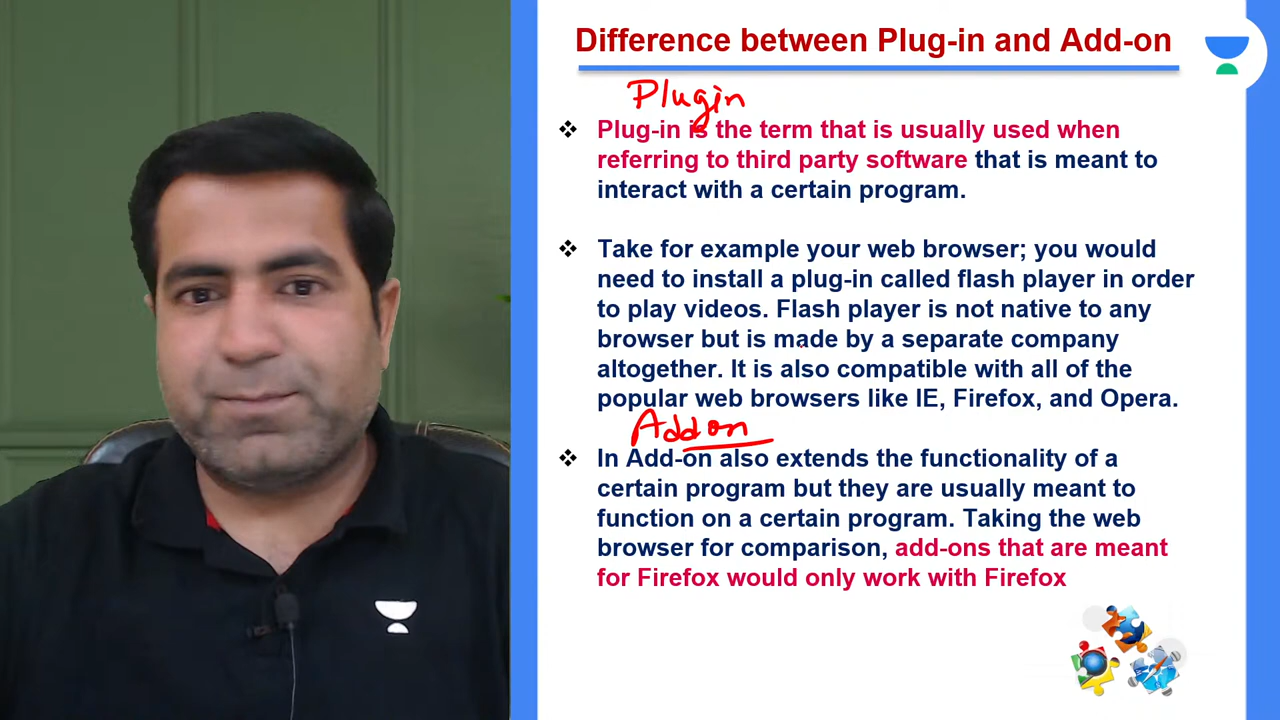 Difference between Plug-in and Add-on
Plugin
Plug-in is the term that is usually used when
referring to third party software that is meant to
interact with a certain program.
Take for example your web browser; you would
need to install a plug-in called flash player in order
to play videos. Flash player is not native to any
browser but is made by a separate company
altogether. It is also compatible with all of the
popular web browsers like IE, Firefox, and Opera.
Add on
In Add-on also extends the functionality of a
certain program but they are usually meant to
function on a certain program. Taking the web
browser for comparison, add-ons that are meant
for Firefox would only work with Firefox